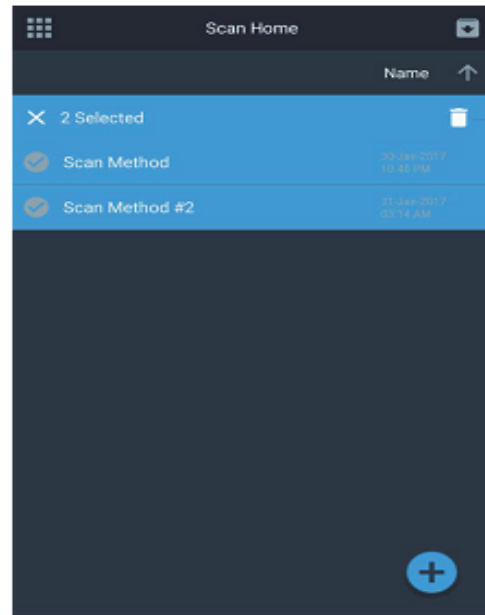 Scan Home
Name
2 Selected
Scan Method
30-Jan-2017
10:40 PM
Scan Method #2
31-Jan-2017
03:14 AM